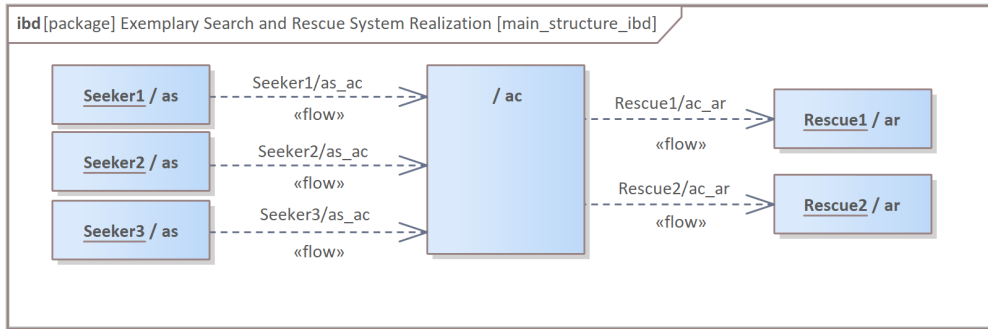 ibd [package] Exemplary Search and Rescue System Realization [main_structure_ibd]
Seeker1 / as
Seeker1/as_ac
«flow»
/ ac
Rescue1/ac_ar
«flow»
Rescue1 / ar
Seeker2 / as
Seeker2/as_ac
«flow»
Rescue2/ac_ar
«flow»
Rescue2 / ar
Seeker3 / as
Seeker3/as_ac
«flow»